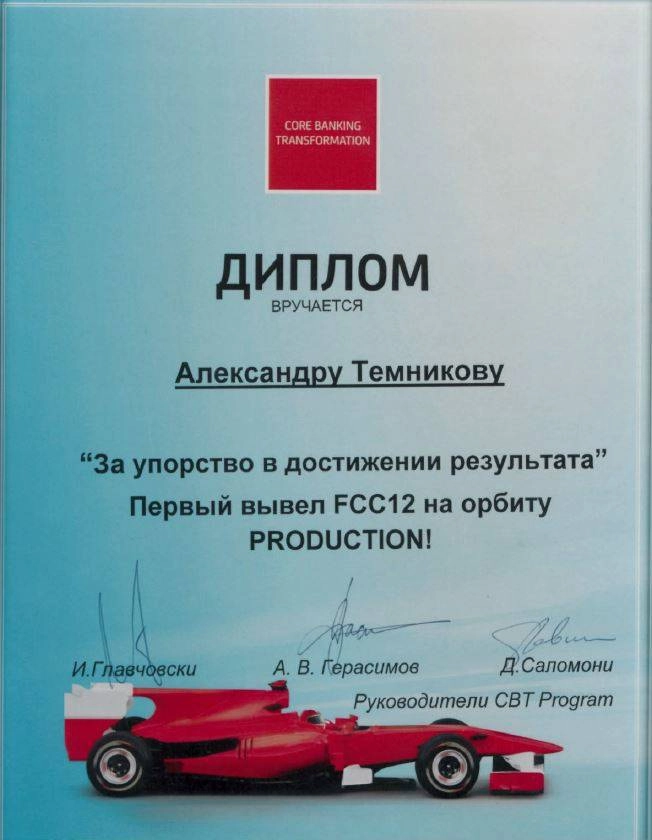 CORE BANKING
TRANSFORMATION
ДИПЛОМ
ВРУЧАЕТСЯ
Александру Темникову
“За упорство в достижении результата”
Первый вывел FCC12 на орбиту
PRODUCTION!
И.Главчовски А. В. Герасимов Д.Саломони
Руководители CBT Program